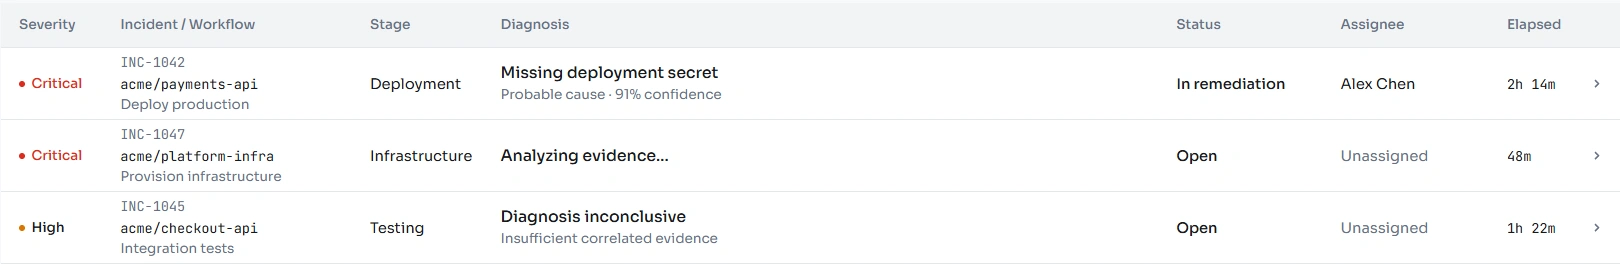 Severity Incident / Workflow Stage Diagnosis Status Assignee Elapsed
INC-1042
Critical acme/payments-api Deployment Missing deployment secret In remediation Alex Chen 2h 14m
Deploy production Probable cause · 91% confidence
INC-1047
Critical acme/platform-infra Infrastructure Analyzing evidence... Open Unassigned 48m
Provision infrastructure
INC-1045
High acme/checkout-api Testing Diagnosis inconclusive Open Unassigned 1h 22m
Integration tests Insufficient correlated evidence